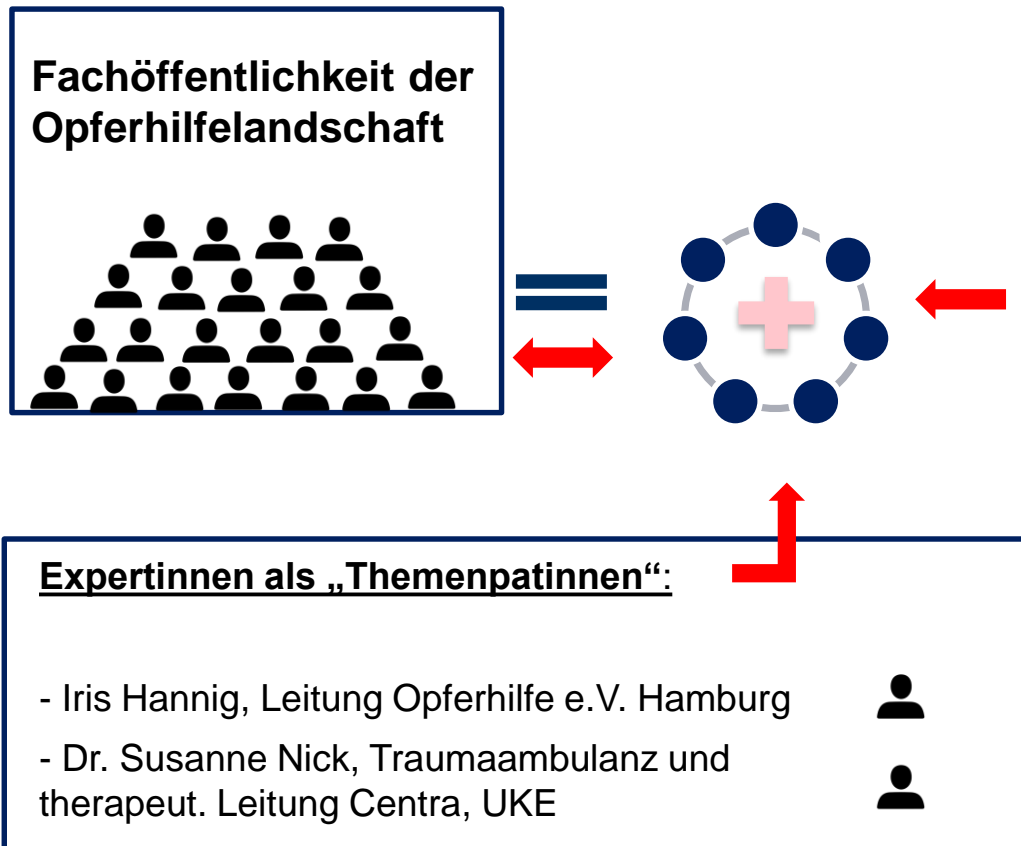 Fachöffentlichkeit der
Opferhilfelandschaft
Expertinnen als „Themenpatinnen“:
- Iris Hannig, Leitung Opferhilfe e.V. Hamburg
- Dr. Susanne Nick, Traumaambulanz und
therapeut. Leitung Centra, UKE